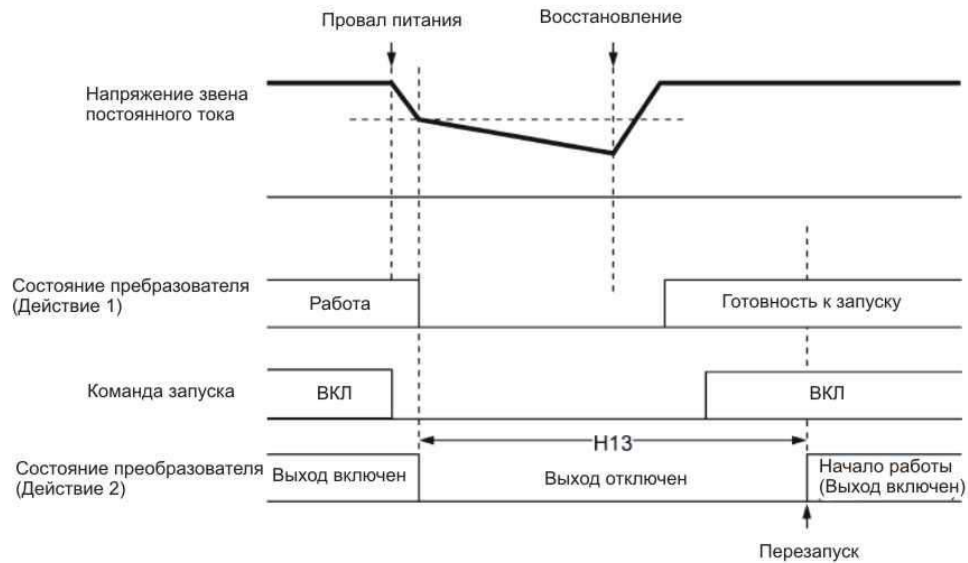 Провал питания
Восстановление
Напряжение звена
постоянного тока
Состояние пребразователя
(Действие 1)
Работа
Готовность к запуску
Команда запуска
ВКЛ
ВКЛ
H13
Состояние преобразователя
(Действие 2)
Выход включен
Выход отключен
Начало работы
(Выход включен)
Перезапуск